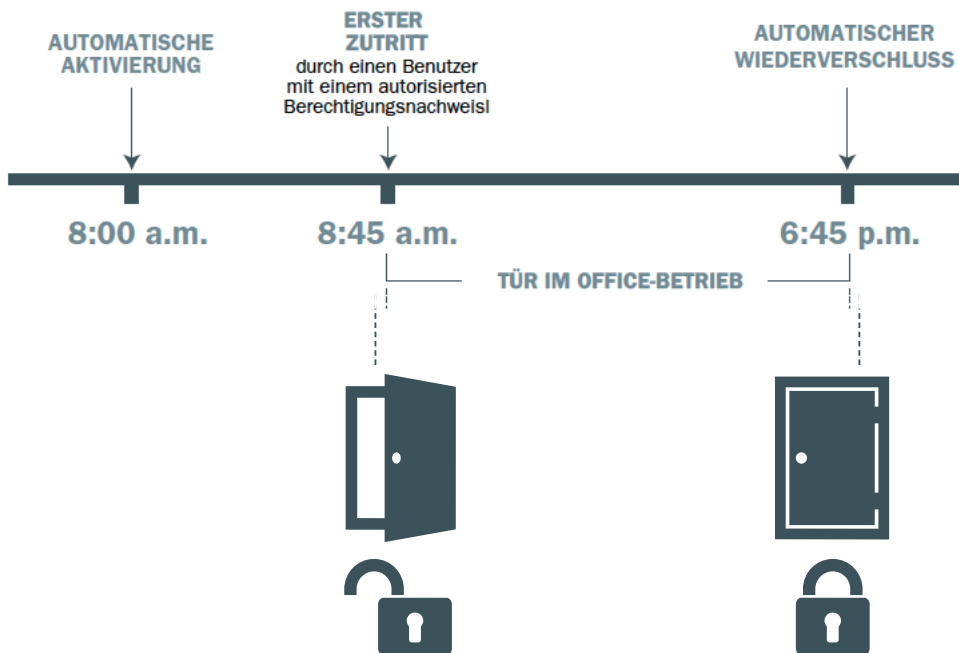 AUTOMATISCHE
AKTIVIERUNG
ERSTER
ZUTRITT
durch einen Benutzer
mit einem autorisierten
Berechtigungsnachweisl
AUTOMATISCHER
WIEDERVERSCHLUSS
8:00 a.m.
8:45 a.m.
6:45 p.m.
TÜR IM OFFICE-BETRIEB